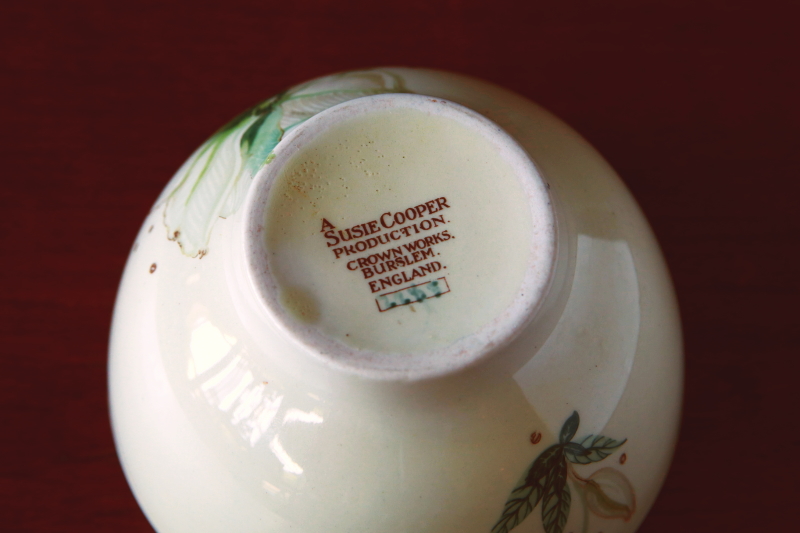 A
SUSIE COOPER
PRODUCTION.
CROWN WORKS.
BURSLEM.
ENGLAND.